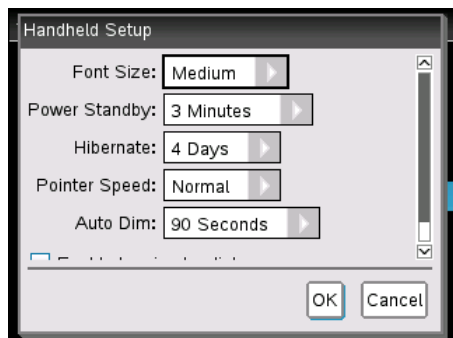 Handheld Setup
Font Size: Medium
Power Standby: 3 Minutes
Hibernate: 4 Days
Pointer Speed: Normal
Auto Dim: 90 Seconds
OK Cancel